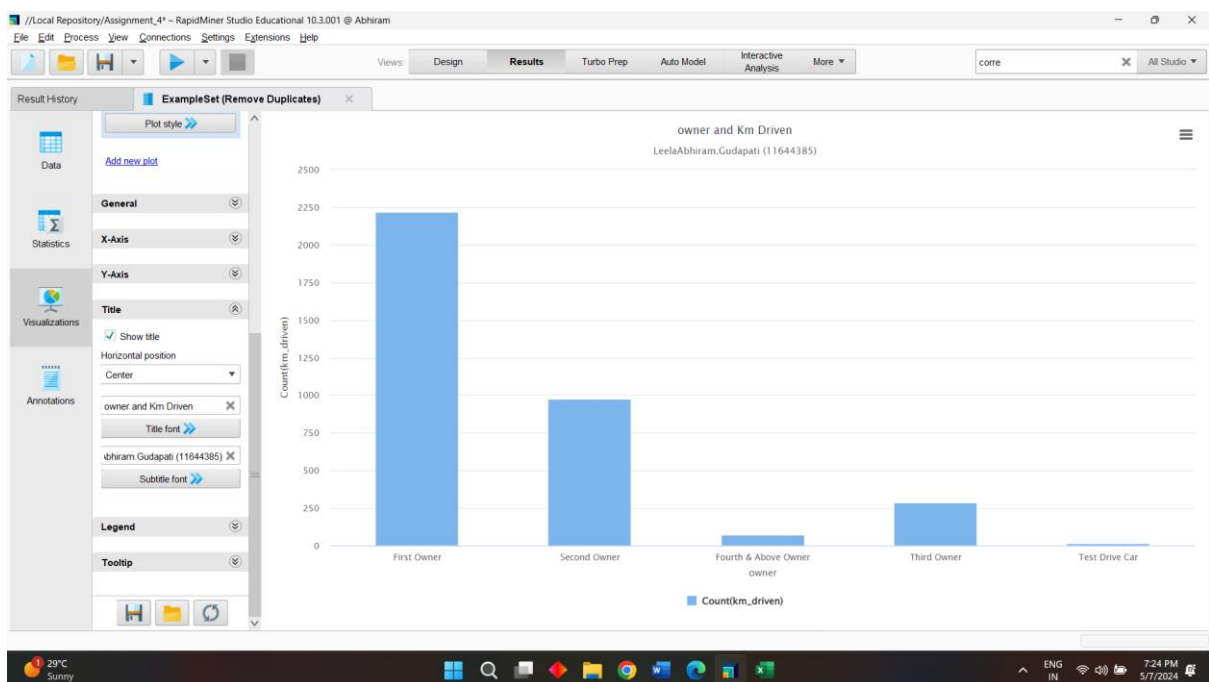 //Local Repository/Assignment_4* – RapidMiner Studio Educational 10.3.001 @ Abhiram
File Edit Process View Connections Settings Extensions Help
Views: Design Results Turbo Prep Auto Model Interactive Analysis More corre All Studio
Result History ExampleSet (Remove Duplicates)
Data
Statistics
Visualizations
Annotations
Plot style
Add new plot
General
X-Axis
Y-Axis
Title
Show title
Horizontal position
Center
owner and Km Driven
Title font
bhiram.Gudapati (11644385)
Subtitle font
Legend
Tooltip
owner and Km Driven
LeelaAbhiram.Gudapati (11644385)
Count(km_driven)
2500
2250
2000
1750
1500
1250
1000
750
500
250
0
First Owner Second Owner Fourth & Above Owner Third Owner Test Drive Car
owner
Count(km_driven)
1 29°C
Sunny
ENG
IN
7:24 PM
5/7/2024